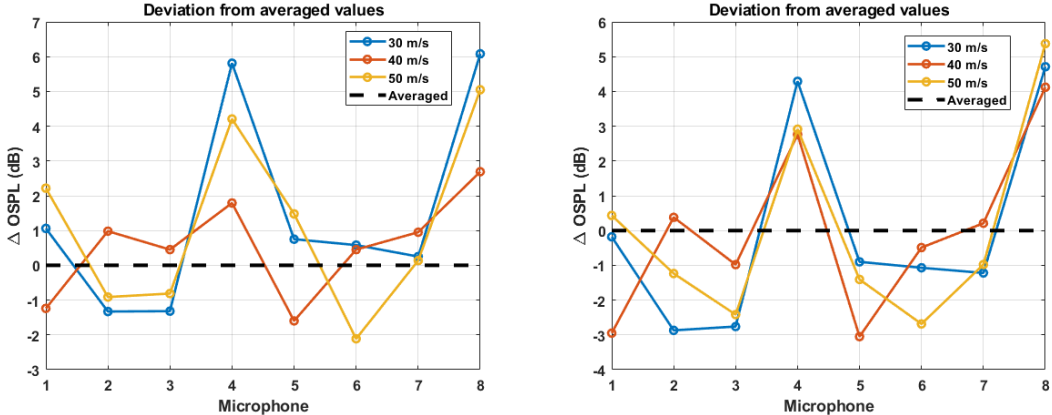 Deviation from averaged values
△ OSPL (dB)
7
6
5
4
3
2
1
0
-1
-2
-3
30 m/s
40 m/s
50 m/s
Averaged
1 2 3 4 5 6 7 8
Microphone
Deviation from averaged values
△ OSPL (dB)
6
5
4
3
2
1
0
-1
-2
-3
-4
30 m/s
40 m/s
50 m/s
Averaged
1 2 3 4 5 6 7 8
Microphone